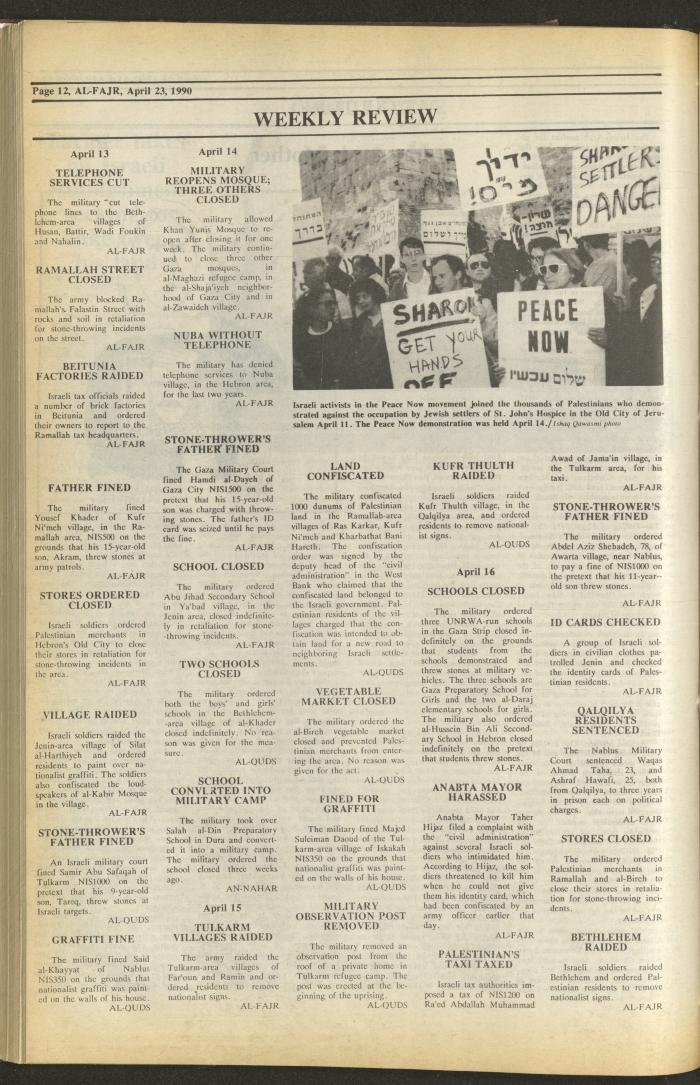 Page 12, AL-FAJR, April 23, 1990
WEEKLY REVIEW
April 13
TELEPHONE
SERVICES CUT
The military "cut tele-
phone lines to the Beth-
lehem-area villages of
Husan, Battir, Wadi Foukin
and Nahalin.
AL-FAJR
RAMALLAH STREET
CLOSED
The army blocked Ra-
mallah's Falastin Street with
rocks and soil in retaliation
for stone-throwing incidents
on the street.
AL-FAJR
BEITUNIA
FACTORIES RAIDED
Israeli tax officials raided
a number of brick factories
in Beitunia and ordered
their owners to report to the
Ramallah tax headquarters.
AL-FAJR
FATHER FINED
The military fined
Yousef Khader of Kufr
Ni'meh village, in the Ra-
mallah area, NIS500 on the
grounds that his 15-year-old
son, Akram, threw stones at
army patrols.
AL-FAJR
STORES ORDERED
CLOSED
Israeli soldiers ordered
Palestinian merchants in
Hebron's Old City to close
their stores in retaliation for
stone-throwing incidents in
the area.
AL-FAJR
VILLAGE RAIDED
Israeli soldiers raided the
Jenin-area village of Silat
al-Harthiyeh and ordered
residents to paint over na-
tionalist graffiti. The soldiers
also confiscated the loud-
speakers of al-Kabir Mosque
in the village.
AL-FAJR
STONE-THROWER'S
FATHER FINED
An Israeli military court
fined Samir Abu Safaqah of
Tulkarm NIS1000 on the
pretext that his 9-year-old
son, Tareq, threw stones at
Israeli targets.
AL-QUDS
GRAFFITI FINE
The military fined Said
al-Khayyat of Nablus
NIS350 on the grounds that
nationalist graffiti was paint-
ed on the walls of his house.
AL-QUDS
April 14
MILITARY
REOPENS MOSQUE;
THREE OTHERS
CLOSED
The military allowed
Khan Yunis Mosque to re-
open after closing it for one
week. The military contin-
ued to close three other
Gaza mosques, in
al-Maghazi refugee camp, in
the al-Shaja'iyeh neighbor-
hood of Gaza City and in
al-Zawaideh village.
AL-FAJR
NUBA WITHOUT
TELEPHONE
The military has denied
telephone services to Nuba
village, in the Hebron area,
for the last two years.
AL-FAJR
STONE-THROWER'S
FATHER FINED
The Gaza Military Court
fined Hamdi al-Dayeh of
Gaza City NIS1500 on the
pretext that his 15-year-old
son was charged with throw-
ing stones. The father's ID
card was seized until he pays
the fine.
AL-FAJR
SCHOOL CLOSED
The military ordered
Abu Jihad Secondary School
in Ya'bad village, in the
Jenin area, closed indefinite-
ly in retaliation for stone-
-throwing incidents.
AL-FAJR
TWO SCHOOLS
CLOSED
The military ordered
both the boys' and girls'
schools in the Bethlehem-
-area village of al-Khader
closed indefinitely. No rea-
son was given for the mea-
sure.
AL-QUDS
SCHOOL
CONVERTED INTO
MILITARY CAMP
The military took over
Salah al-Din Preparatory
School in Dura and convert-
ed it into a military camp.
The military ordered the
school closed three weeks
ago.
AN-NAHAR
April 15
TULKARM
VILLAGES RAIDED
The army raided the
Tulkarm-area villages of
Far'oun and Ramin and or-
dered residents to remove
nationalist signs.
AL-FAJR
ידיך
SETTLER
DANGE
SHARON
GET YOUR
HANDS
OFF
PEACE
NOW
שלום עכשיו
Israeli activists in the Peace Now movement joined the thousands of Palestinians who demon-
strated against the occupation by Jewish settlers of St. John's Hospice in the Old City of Jeru-
salem April 11. The Peace Now demonstration was held April 14./Ishaq Qawasmi photo
LAND
CONFISCATED
The military confiscated
1000 dunums of Palestinian
land in the Ramallah-area
villages of Ras Karkar, Kufr
Ni'meh and Kharbathat Bani
Hareth. The confiscation
order was signed by the
deputy head of the "civil
administration" in the West
Bank who claimed that the
confiscated land belonged to
the Israeli government. Pal-
estinian residents of the vil-
lages charged that the con-
fiscation was intended to ob-
tain land for a new road to
neighboring Israeli settle-
ments.
AL-QUDS
VEGETABLE
MARKET CLOSED
The military ordered the
al-Bireh vegetable market
closed and prevented Pales-
tinian merchants from enter-
ing the area. No reason was
given for the act.
AL-QUDS
FINED FOR
GRAFFITI
The military fined Majed
Suleiman Daoud of the Tul-
karm-area village of Iskakah
NIS350 on the grounds that
nationalist graffiti was paint-
ed on the walls of his house.
AL-QUDS
MILITARY
OBSERVATION POST
REMOVED
The military removed an
observation post from the
roof of a private home in
Tulkarm refugee camp. The
post was erected at the be-
ginning of the uprising.
AL-QUDS
KUFR THULTH
RAIDED
Israeli soldiers raided
Kufr Thulth village, in the
Qalqilya area, and ordered
residents to remove national-
ist signs.
AL-QUDS
April 16
SCHOOLS CLOSED
The military ordered
three UNRWA-run schools
in the Gaza Strip closed in-
definitely on the grounds
that students from the
schools demonstrated and
threw stones at military ve-
hicles. The three schools are
Gaza Preparatory School for
Girls and the two al-Daraj
elementary schools for girls.
The military also ordered
al-Hussein Bin Ali Second-
ary School in Hebron closed
indefinitely on the pretext
that students threw stones.
AL-FAJR
ANABTA MAYOR
HARASSED
Anabta Mayor Taher
Hijaz filed a complaint with
the "civil administration"
against several Israeli sol-
diers who intimidated him.
According to Hijaz, the sol-
diers threatened to kill him
when he could not give
them his identity card, which
had been confiscated by an
army officer earlier that
day.
AL-FAJR
PALESTINIAN'S
TAXI TAXED
Israeli tax authorities im-
posed a tax of NIS1200 on
Ra'ed Abdallah Muhammad
Awad of Jama'in village, in
the Tulkarm area, for his
taxi.
AL-FAJR
STONE-THROWER'S
FATHER FINED
The military ordered
Abdel Aziz Shehadeh, 78, of
Awarta village, near Nablus,
to pay a fine of NIS1000 on
the pretext that his 11-year--
old son threw stones.
AL-FAJR
ID CARDS CHECKED
A group of Israeli sol-
diers in civilian clothes pa-
trolled Jenin and checked
the identity cards of Pales-
tinian residents.
AL-FAJR
QALQILYA
RESIDENTS
SENTENCED
The Nablus Military
Court sentenced Waqas
Ahmad Taha, 23, and
Ashraf Hawafi, 25, both
from Qalqilya, to three years
in prison each on political
charges.
AL-FAJR
STORES CLOSED
The military ordered
Palestinian merchants in
Ramallah and al-Bireh to
close their stores in retalia-
tion for stone-throwing inci-
dents.
AL-FAJR
BETHLEHEM
RAIDED
Israeli soldiers raided
Bethlehem and ordered Pal-
estinian residents to remove
nationalist signs.
AL-FAJR